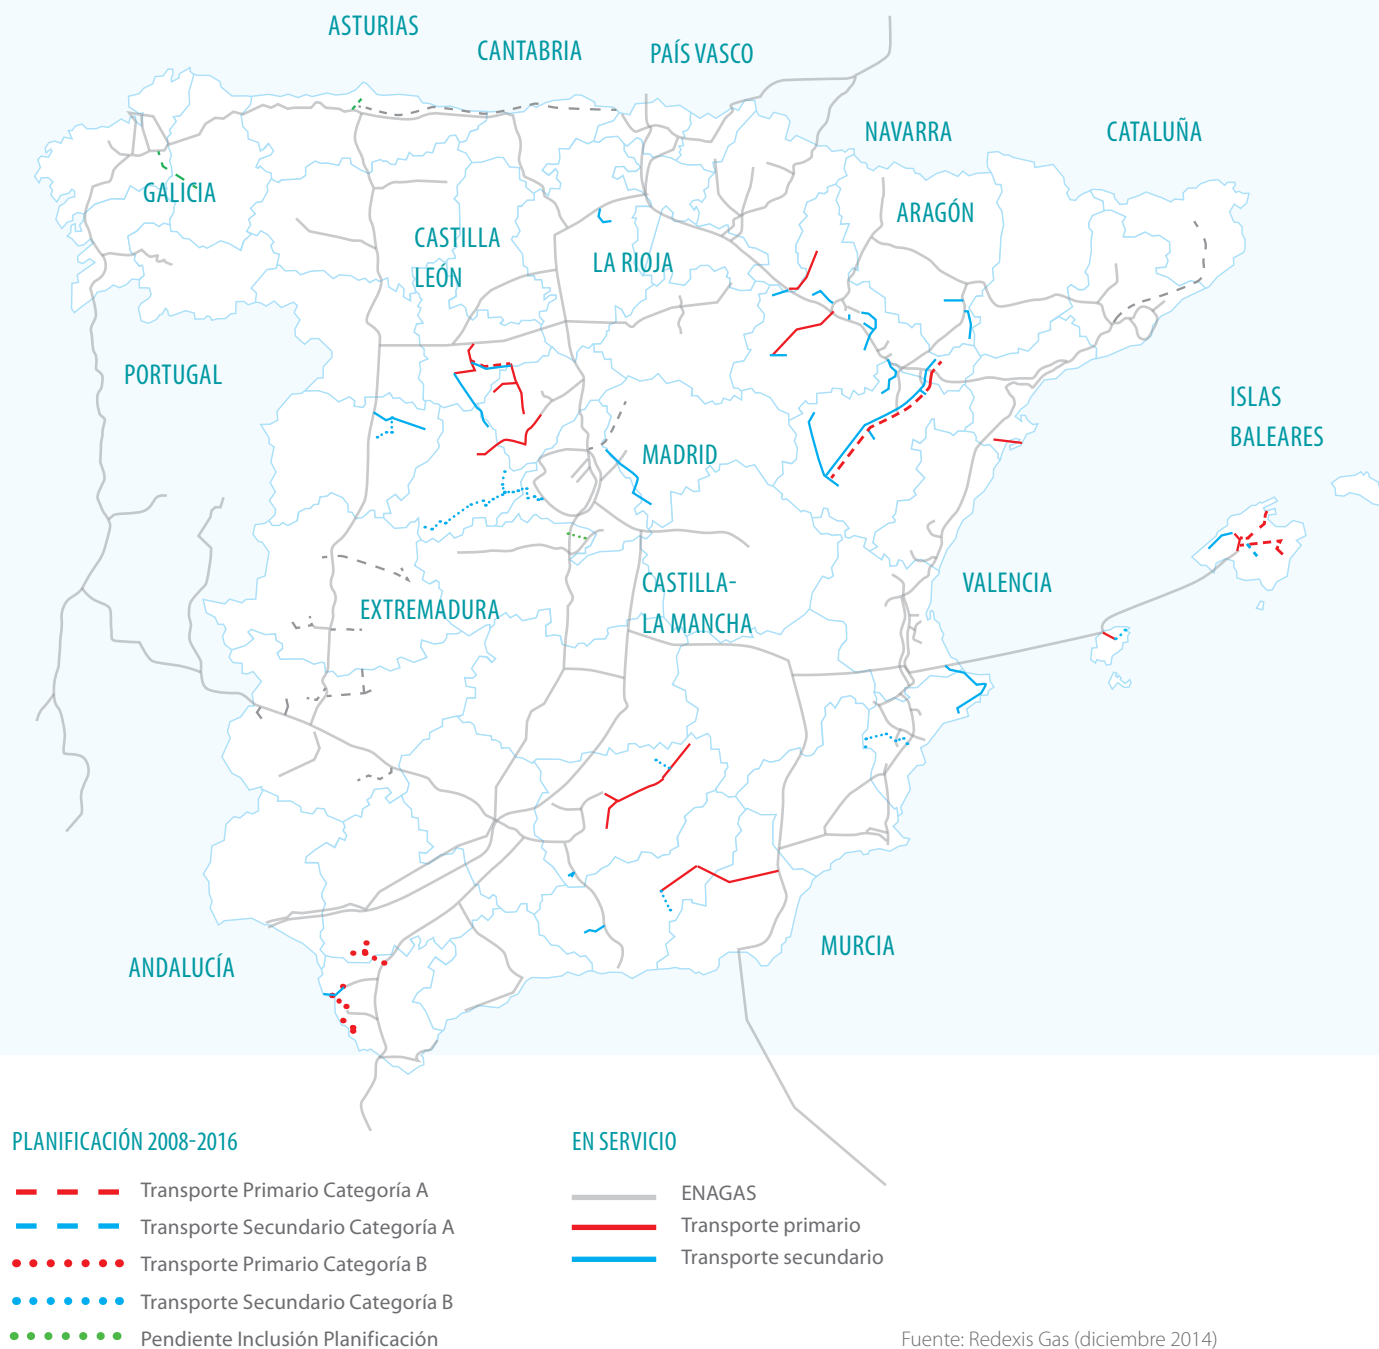 ASTURIAS
CANTABRIA
PAÍS VASCO
NAVARRA
CATALUÑA
GALICIA
ARAGÓN
CASTILLA
LEÓN
LA RIOJA
PORTUGAL
ISLAS
BALEARES
MADRID
CASTILLA-
LA MANCHA
VALENCIA
EXTREMADURA
MURCIA
ANDALUCÍA
PLANIFICACIÓN 2008-2016
Transporte Primario Categoría A
Transporte Secundario Categoría A
Transporte Primario Categoría B
Transporte Secundario Categoría B
Pendiente Inclusión Planificación
EN SERVICIO
ENAGAS
Transporte primario
Transporte secundario
Fuente: Redexis Gas (diciembre 2014)